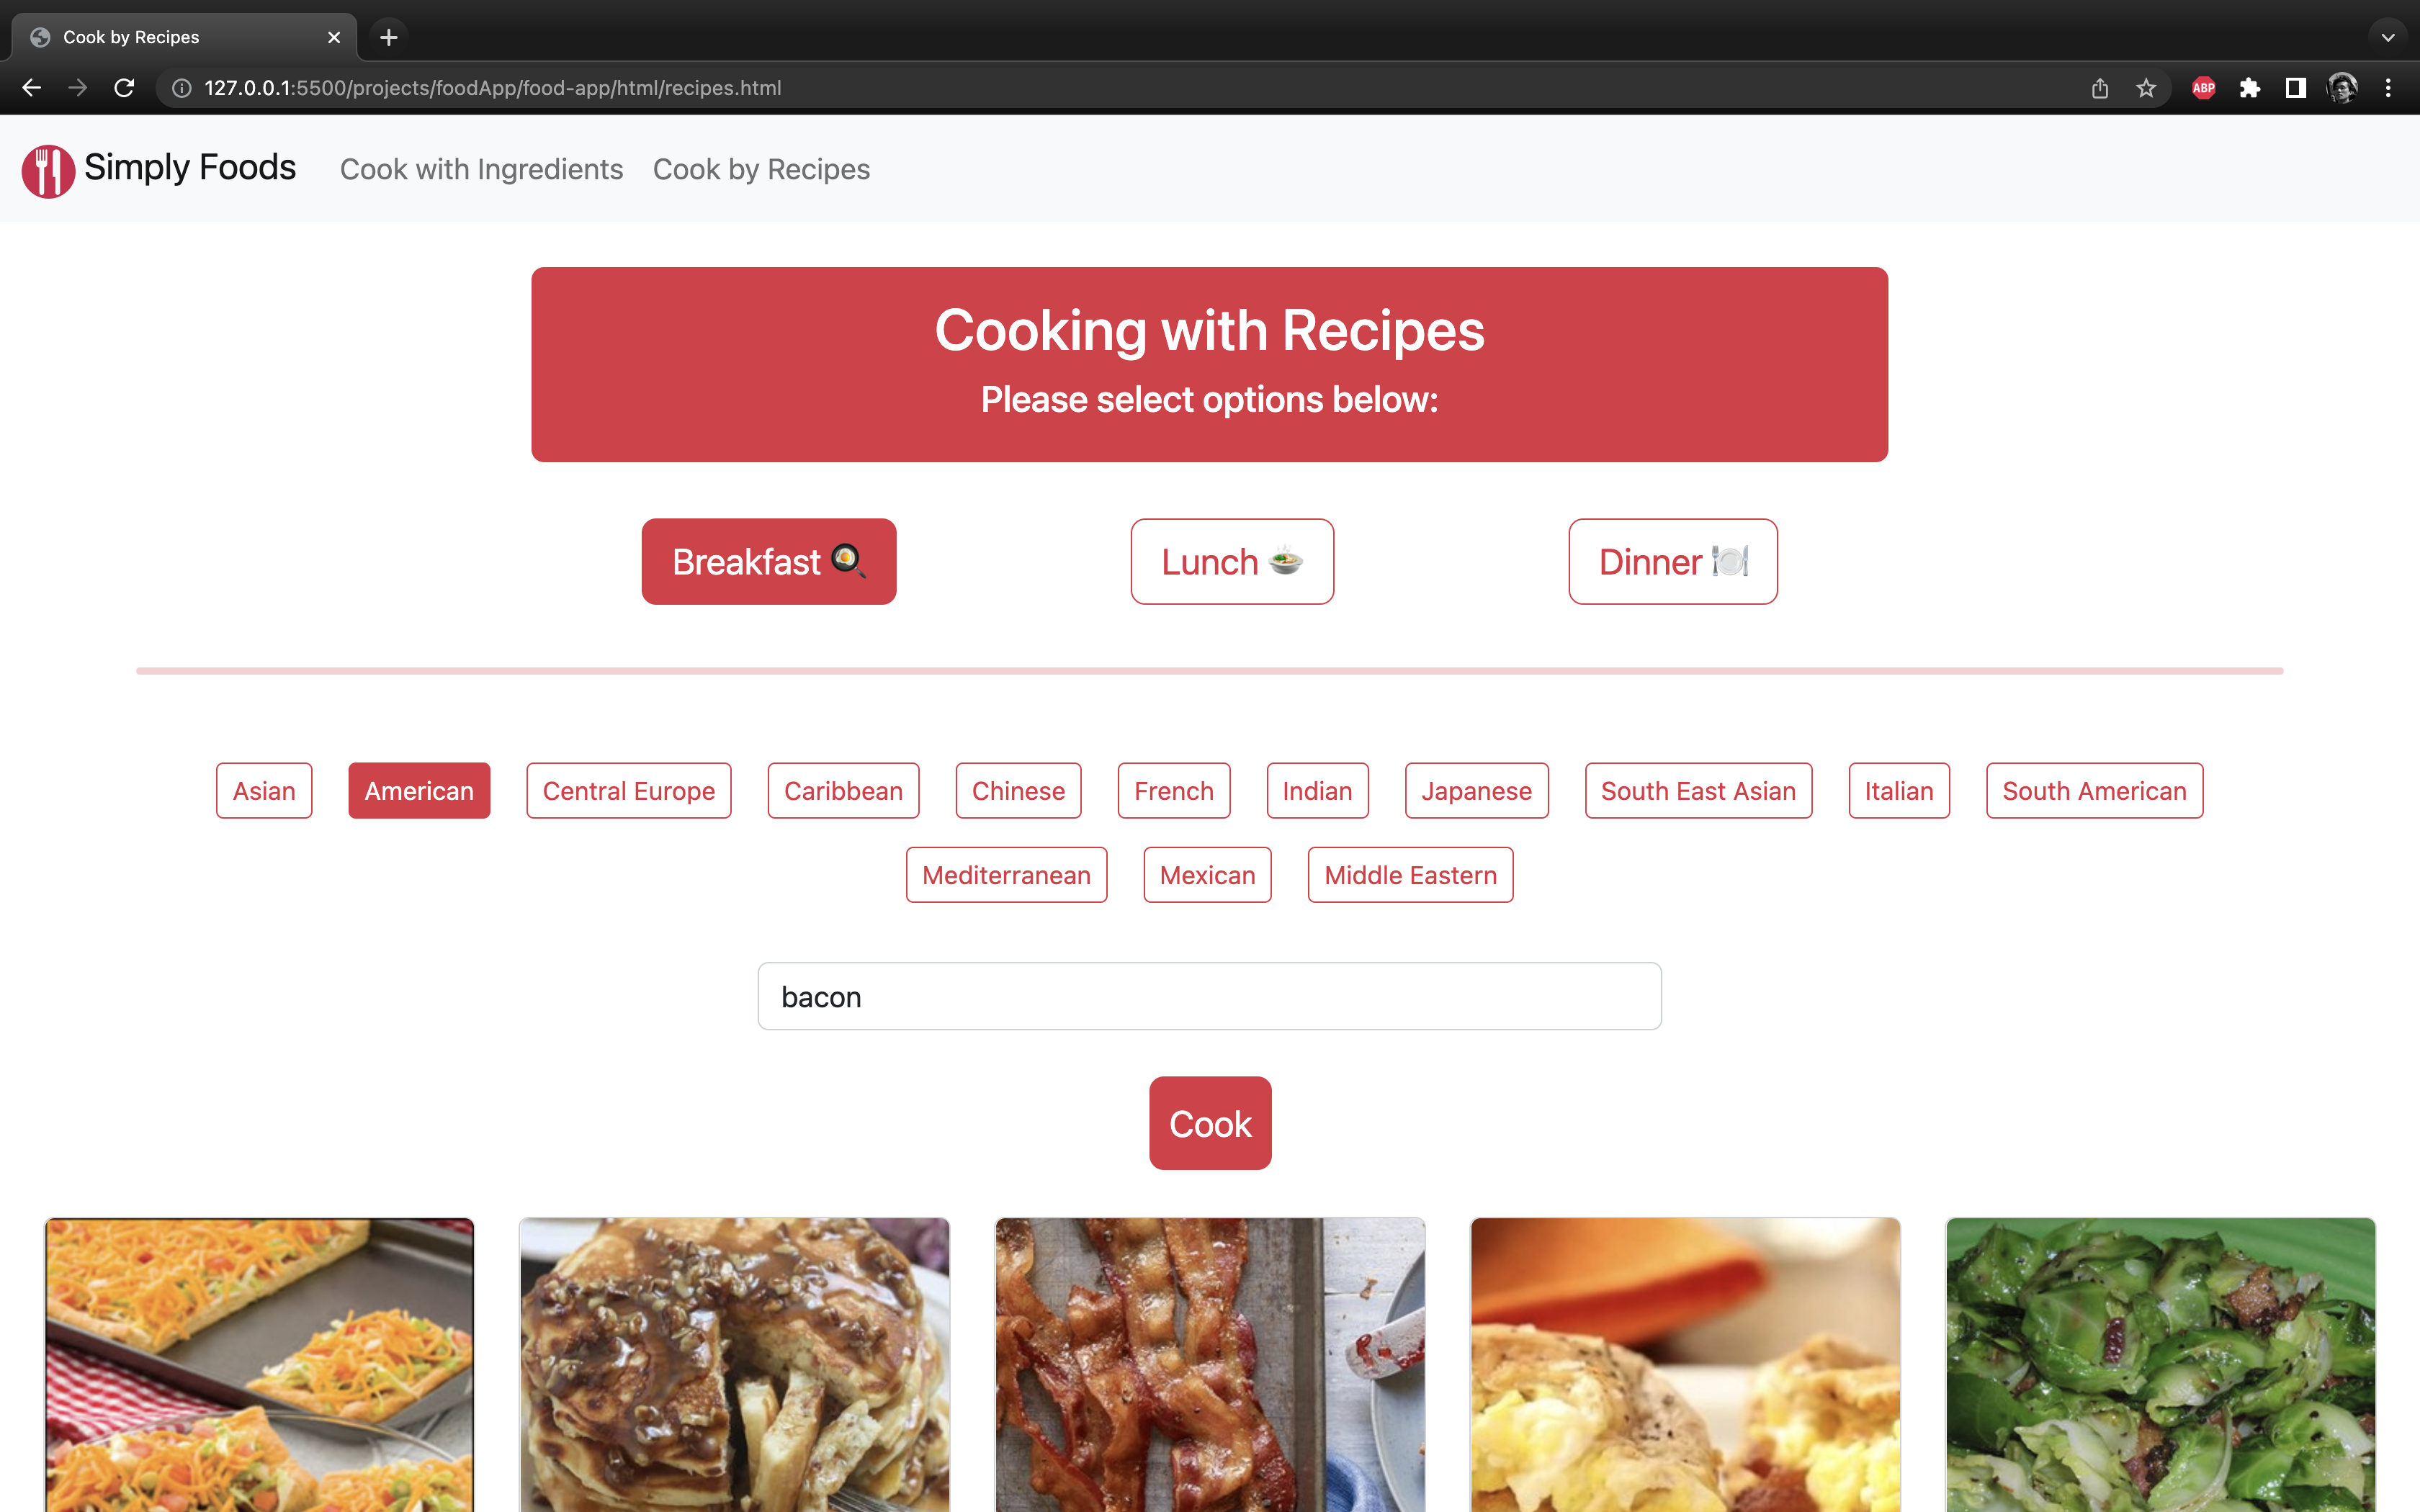 Cook by Recipes
127.0.0.1:5500/projects/foodApp/food-app/html/recipes.html
ABP
Simply Foods Cook with Ingredients Cook by Recipes
Cooking with Recipes
Please select options below:
Breakfast 🍳 Lunch 🍲 Dinner 🍽️
Asian American Central Europe Caribbean Chinese French Indian Japanese South East Asian Italian South American
Mediterranean Mexican Middle Eastern
bacon
Cook